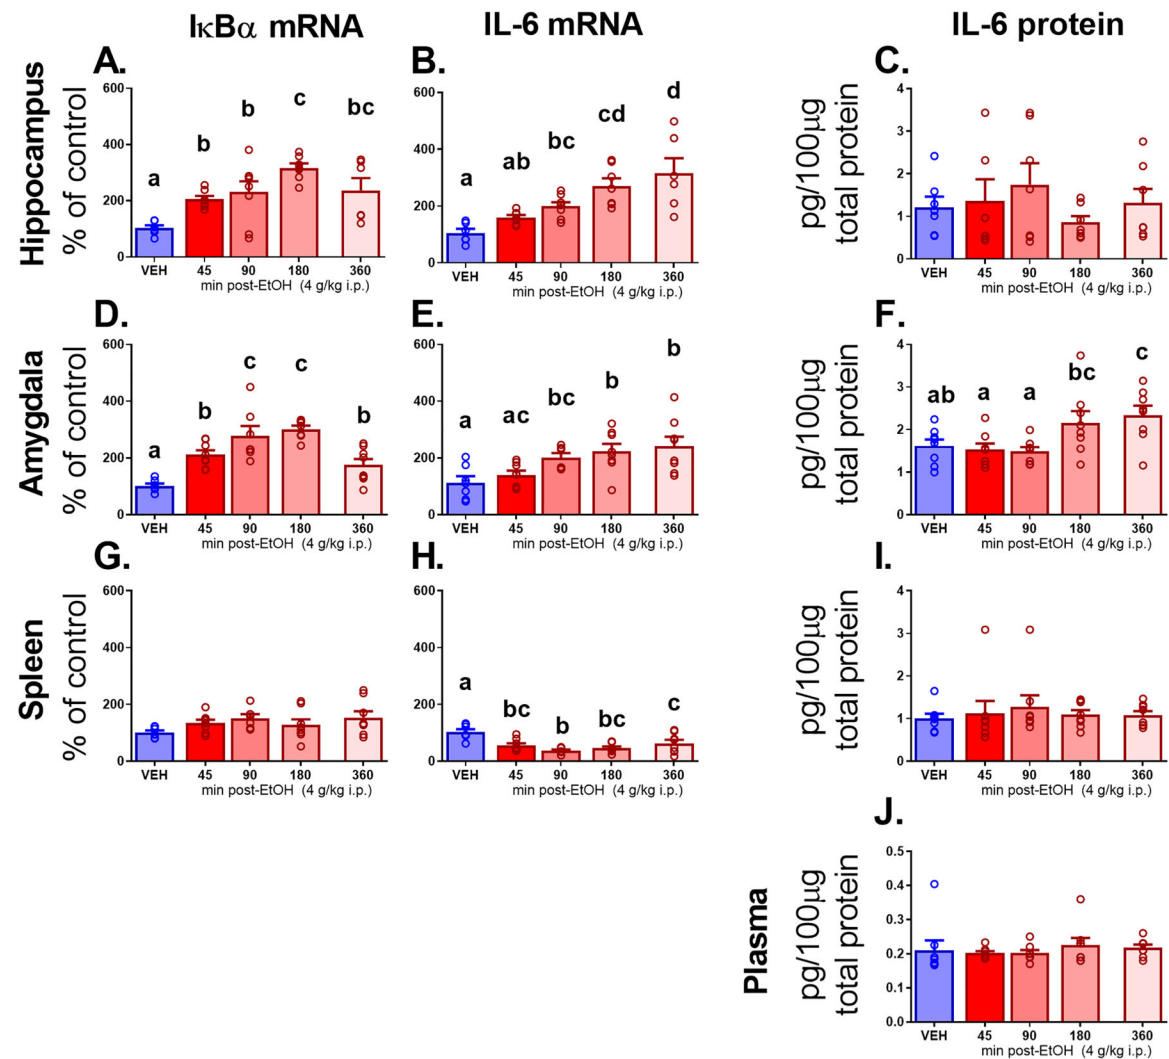 IκBα mRNA
IL-6 mRNA
IL-6 protein
Hippocampus
A.
% of control
600
400
200
0
a
b
b
c
bc
VEH
45
90
180
360
min post-EtOH (4 g/kg i.p.)
B.
600
400
200
0
a
ab
bc
cd
d
VEH
45
90
180
360
min post-EtOH (4 g/kg i.p.)
C.
pg/100μg
total protein
4
3
2
1
0
VEH
45
90
180
360
min post-EtOH (4 g/kg i.p.)
Amygdala
D.
% of control
600
400
200
0
a
b
c
c
b
VEH
45
90
180
360
min post-EtOH (4 g/kg i.p.)
E.
600
400
200
0
a
ac
bc
b
b
VEH
45
90
180
360
min post-EtOH (4 g/kg i.p.)
F.
pg/100μg
total protein
4
3
2
1
0
ab
a
a
bc
c
VEH
45
90
180
360
min post-EtOH (4 g/kg i.p.)
Spleen
G.
% of control
600
400
200
0
VEH
45
90
180
360
min post-EtOH (4 g/kg i.p.)
H.
600
400
200
0
a
bc
b
bc
c
VEH
45
90
180
360
min post-EtOH (4 g/kg i.p.)
I.
pg/100μg
total protein
4
3
2
1
0
VEH
45
90
180
360
min post-EtOH (4 g/kg i.p.)
Plasma
J.
pg/100μg
total protein
0.5
0.4
0.3
0.2
0.1
0.0
VEH
45
90
180
360
min post-EtOH (4 g/kg i.p.)